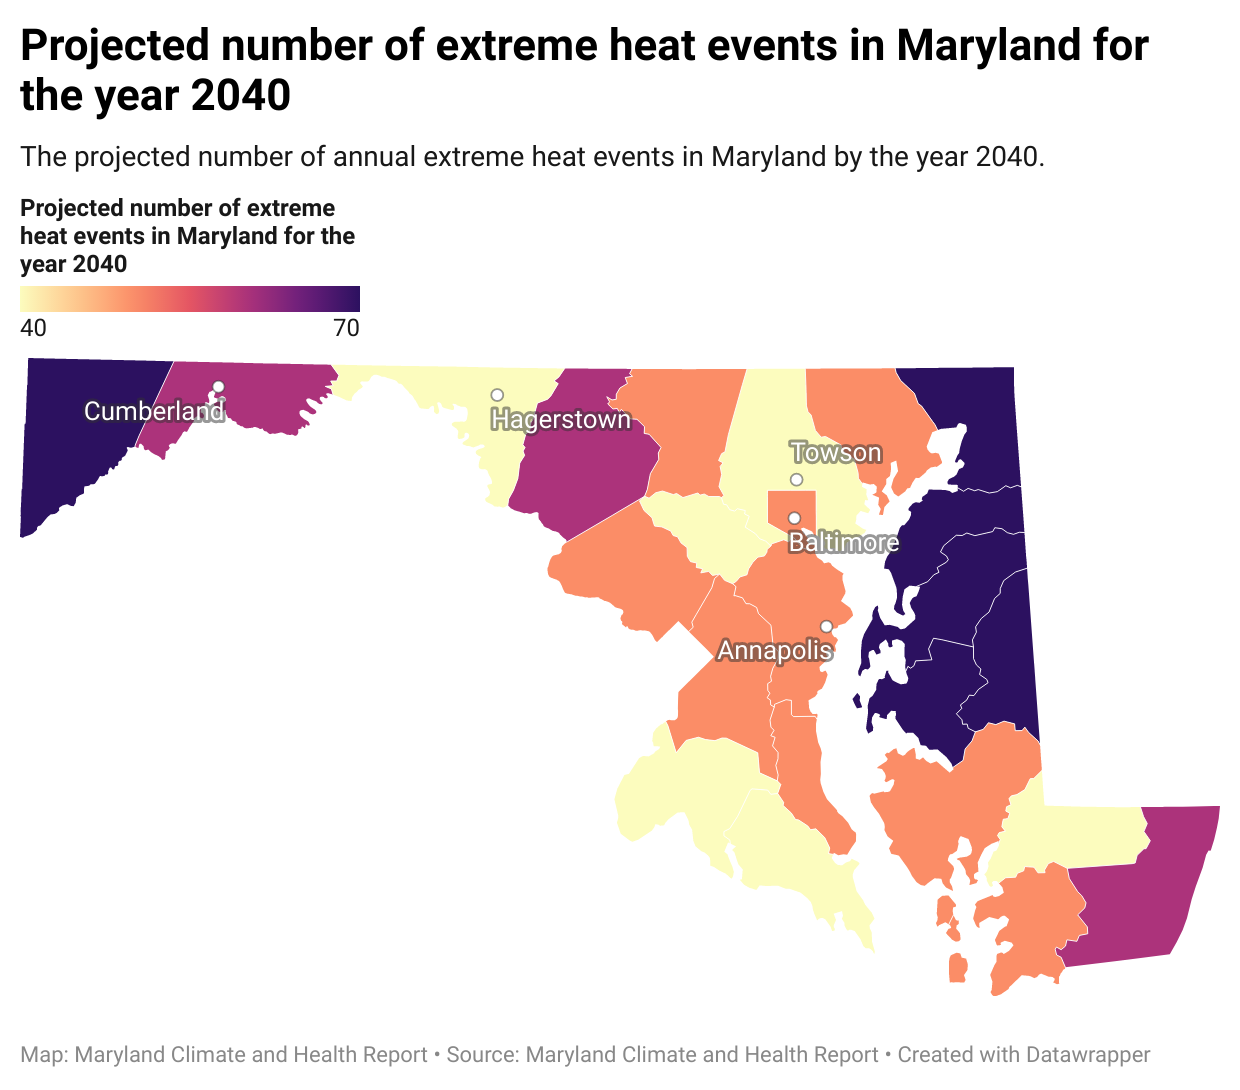 Projected number of extreme heat events in Maryland for
the year 2040
The projected number of annual extreme heat events in Maryland by the year 2040.
Projected number of extreme
heat events in Maryland for the
year 2040
40 70
Cumberland
Hagerstown
Towson
Baltimore
Annapolis
Map: Maryland Climate and Health Report • Source: Maryland Climate and Health Report • Created with Datawrapper